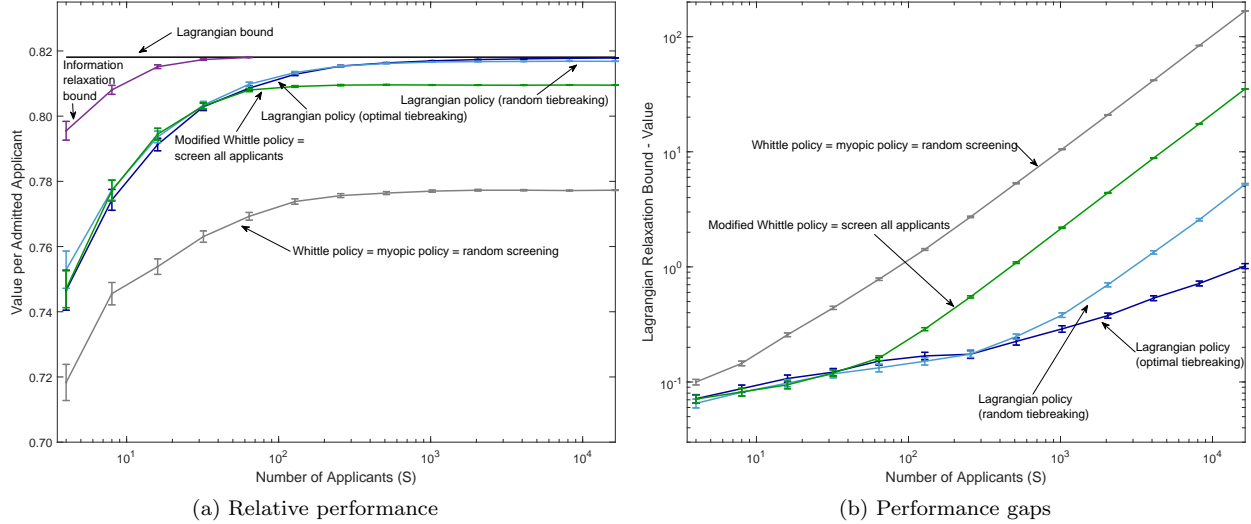 Lagrangian bound
Information
relaxation
bound
Lagrangian policy (random tiebreaking)
Lagrangian policy (optimal tiebreaking)
Modified Whittle policy =
screen all applicants
Whittle policy = myopic policy = random screening
0.82
0.80
0.78
0.76
0.74
0.72
0.70
Value per Admitted Applicant
10^1
10^2
10^3
10^4
Number of Applicants (S)
(a) Relative performance
10^2
10^1
10^0
10^-1
Lagrangian Relaxation Bound - Value
Whittle policy = myopic policy = random screening
Modified Whittle policy = screen all applicants
Lagrangian policy
(optimal tiebreaking)
Lagrangian policy
(random tiebreaking)
10^1
10^2
10^3
10^4
Number of Applicants (S)
(b) Performance gaps